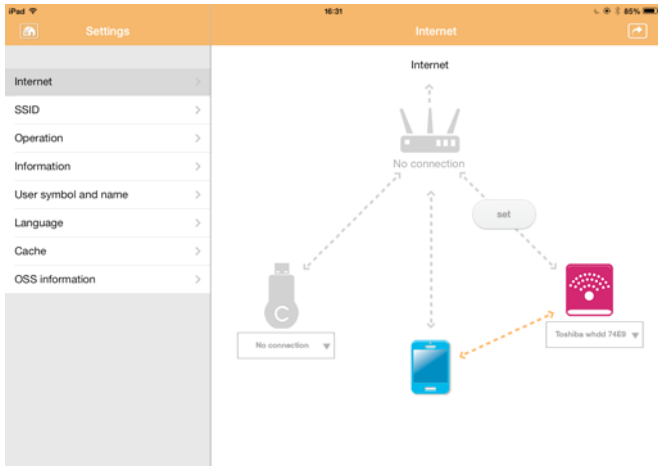 iPad 16:31 85%
Settings
Internet
Internet
SSID
Operation
Information
User symbol and name
Language
Cache
OSS information
Internet
No connection
set
C
No connection
Toshiba whdd 74E9